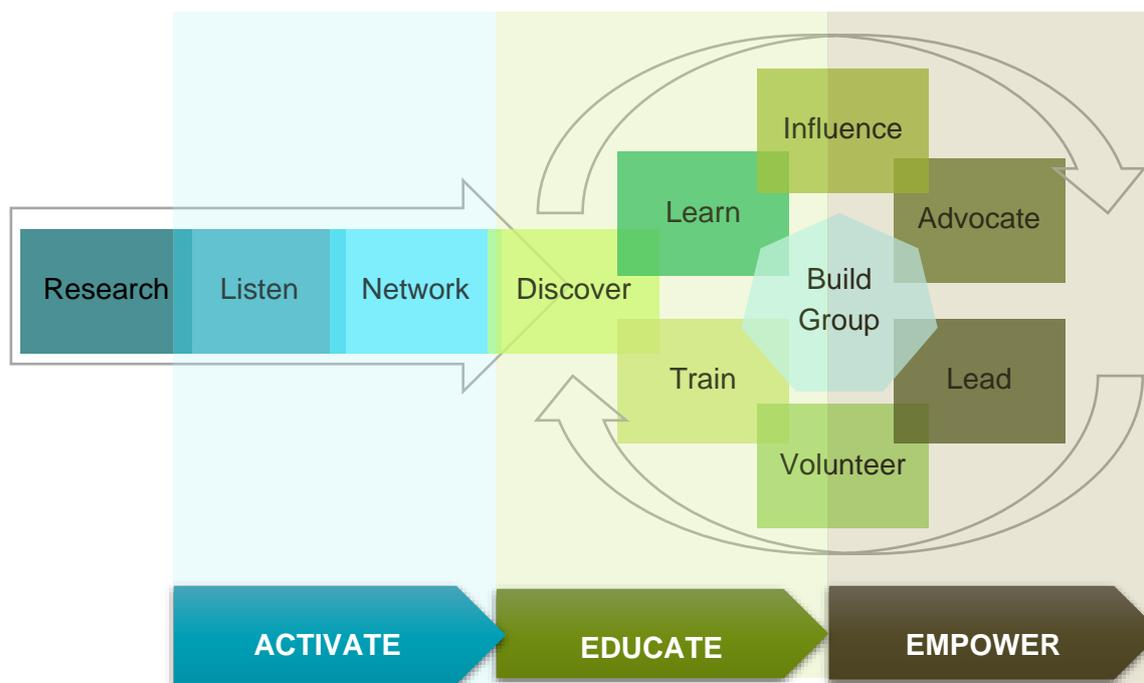 Influence
Learn
Advocate
Research
Listen
Network
Discover
Build
Group
Train
Lead
Volunteer
ACTIVATE
EDUCATE
EMPOWER